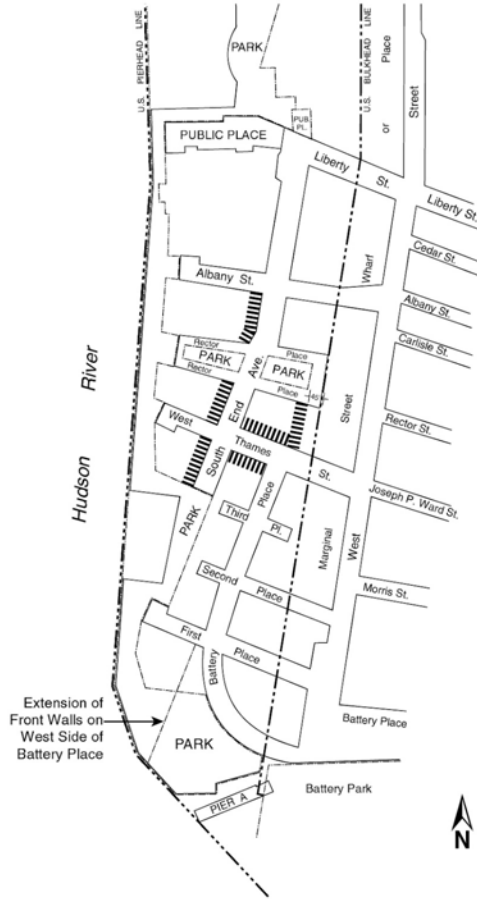 U.S. PIERHEAD LINE
PARK
U.S. BULKHEAD LINE
Place
or
Street
PUB.
PL.
PUBLIC PLACE
Liberty St.
Liberty St.
Cedar St.
Wharf
Albany St.
Albany St.
Carlisle St.
Rector Place
PARK
Rector Place
PARK
Ave.
End
South
45'
Street
Rector St.
West Thames St.
Hudson River
Place
Joseph P. Ward St.
PARK
Third Pl.
Marginal
West
Second Place
Morris St.
First Place
Battery
Extension of
Front Walls on
West Side of
Battery Place
PARK
Battery Place
PIER A
Battery Park
N